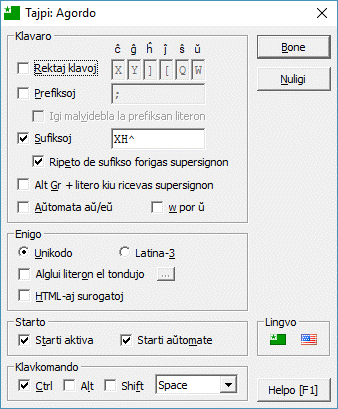 Tajpi: Agordo
Klavaro
ĉ ĝ ĥ ĵ ŝ ŭ
Rektaj klavoj X Y ] [ Q W
Prefiksoj ;
Igi malvidebla la prefiksan literon
Sufiksoj XH^
Ripeto de sufikso forigas supersignon
Alt Gr + litero kiu ricevas supersignon
Aŭtomata aŭ/eŭ w por ŭ
Bone
Nuligi
Enigo
Unikodo Latina-3
Alglui literon el tondujo ...
HTML-aj surogatoj
Starto
Starti aktiva Starti aŭtomate
Lingvo
Klavkomando
Ctrl Alt Shift Space
Helpo [F1]